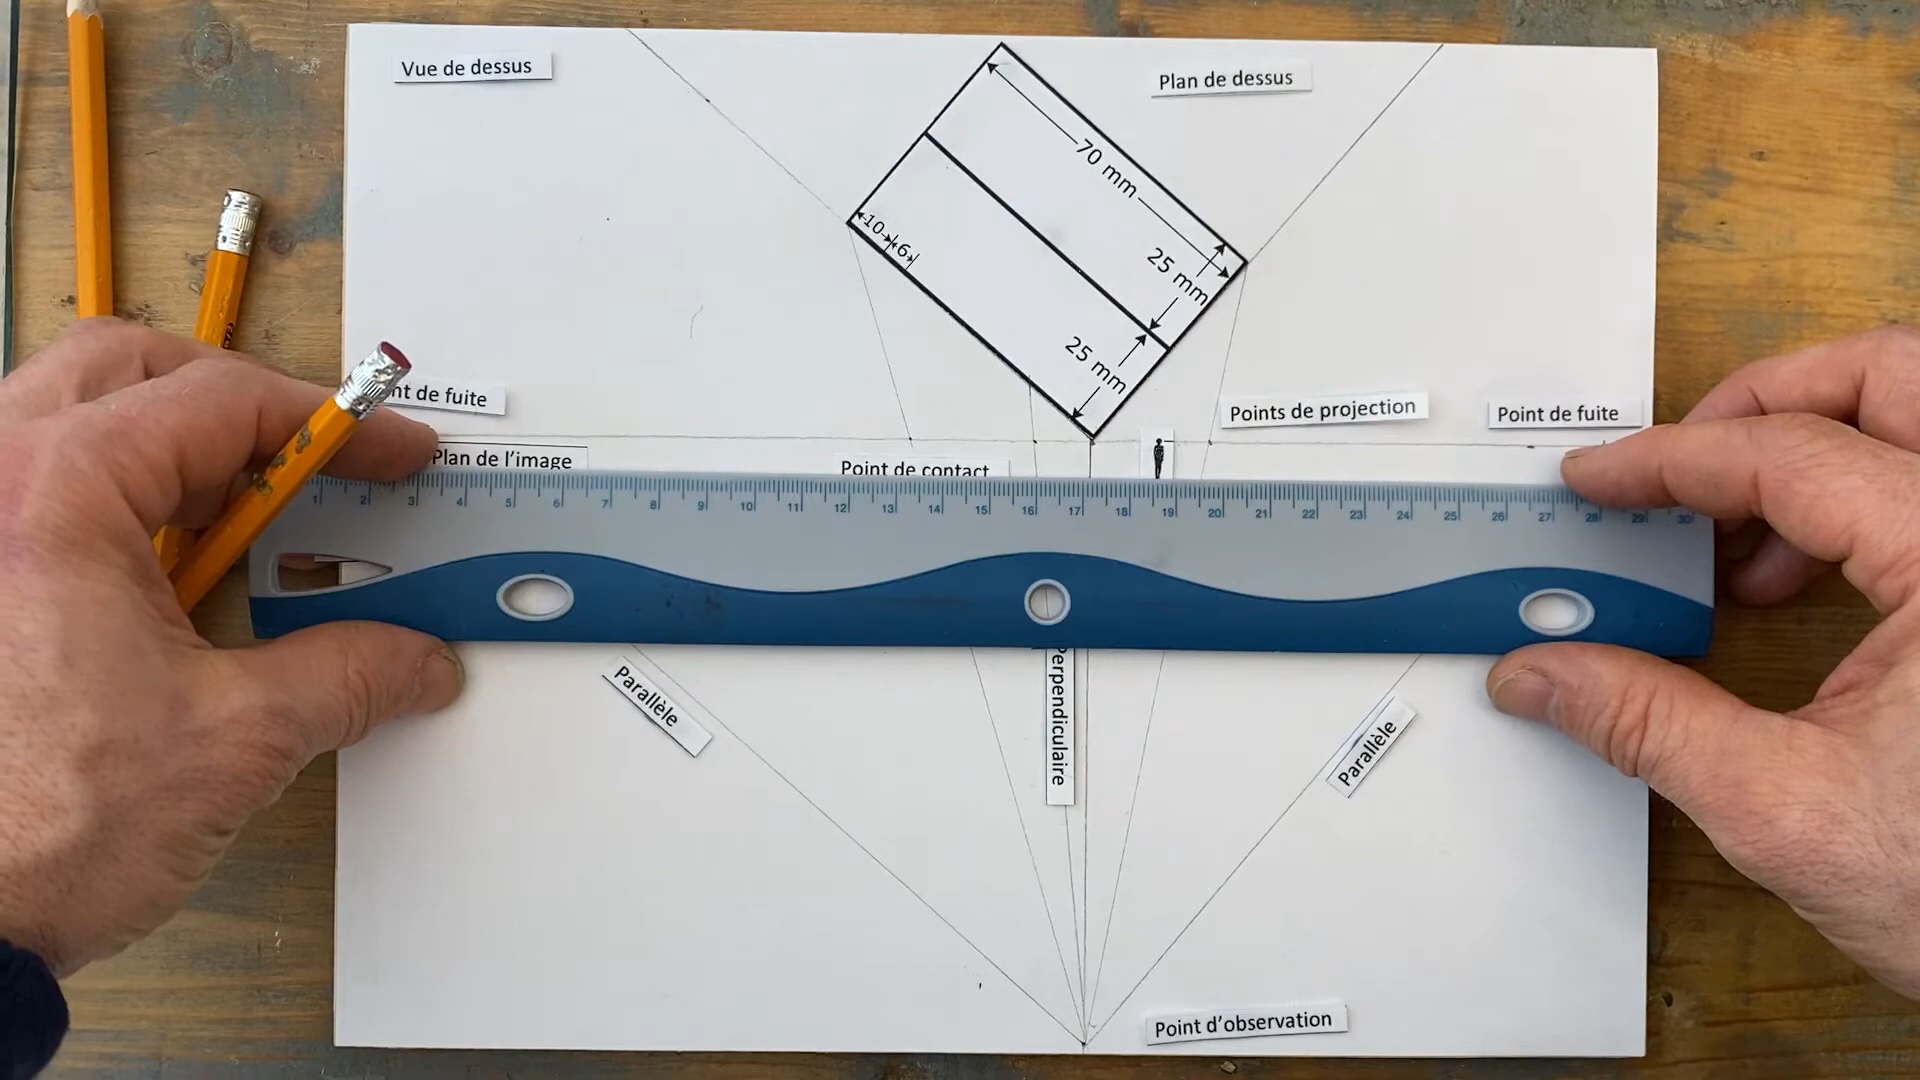 Vue de dessus
Plan de dessus
70 mm
25 mm
10
6
25 mm
nt de fuite
Points de projection
Point de fuite
Plan de l'image
Point de contact
1 2 3 4 5 6 7 8 9 10 11 12 13 14 15 16 17 18 19 20 21 22 23 24 25 26 27 28 29 30
Parallèle
Perpendiculaire
Parallèle
Point d'observation